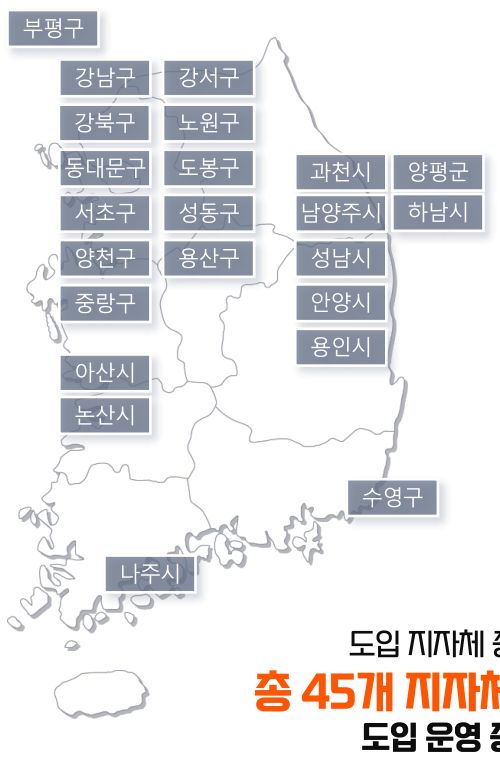 부평구
강남구 강서구
강북구 노원구
동대문구 도봉구
과천시 양평군
서초구 성동구
남양주시 하남시
양천구 용산구
성남시
중랑구
안양시
용인시
아산시
논산시
수영구
나주시
도입 지자체
총 45개 지자체
도입 운영